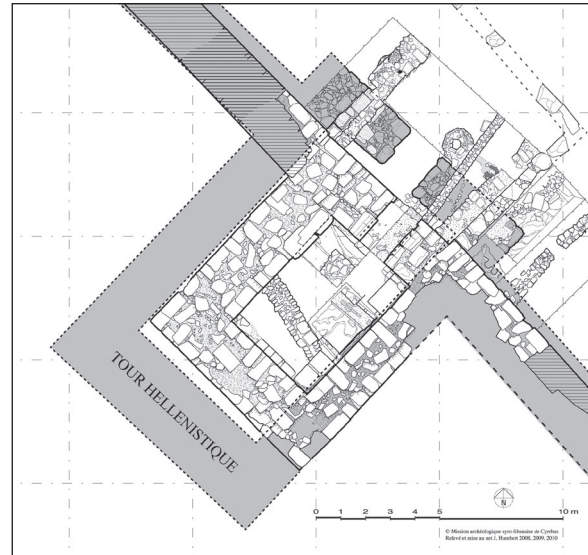 TOUR HELLENISTIQUE
N
0 1 2 3 4 5 10 m
© Mission archéologique syro-libanaise de Cyrrhus
Relevé et mise au net J. Humbert 2008, 2009, 2010